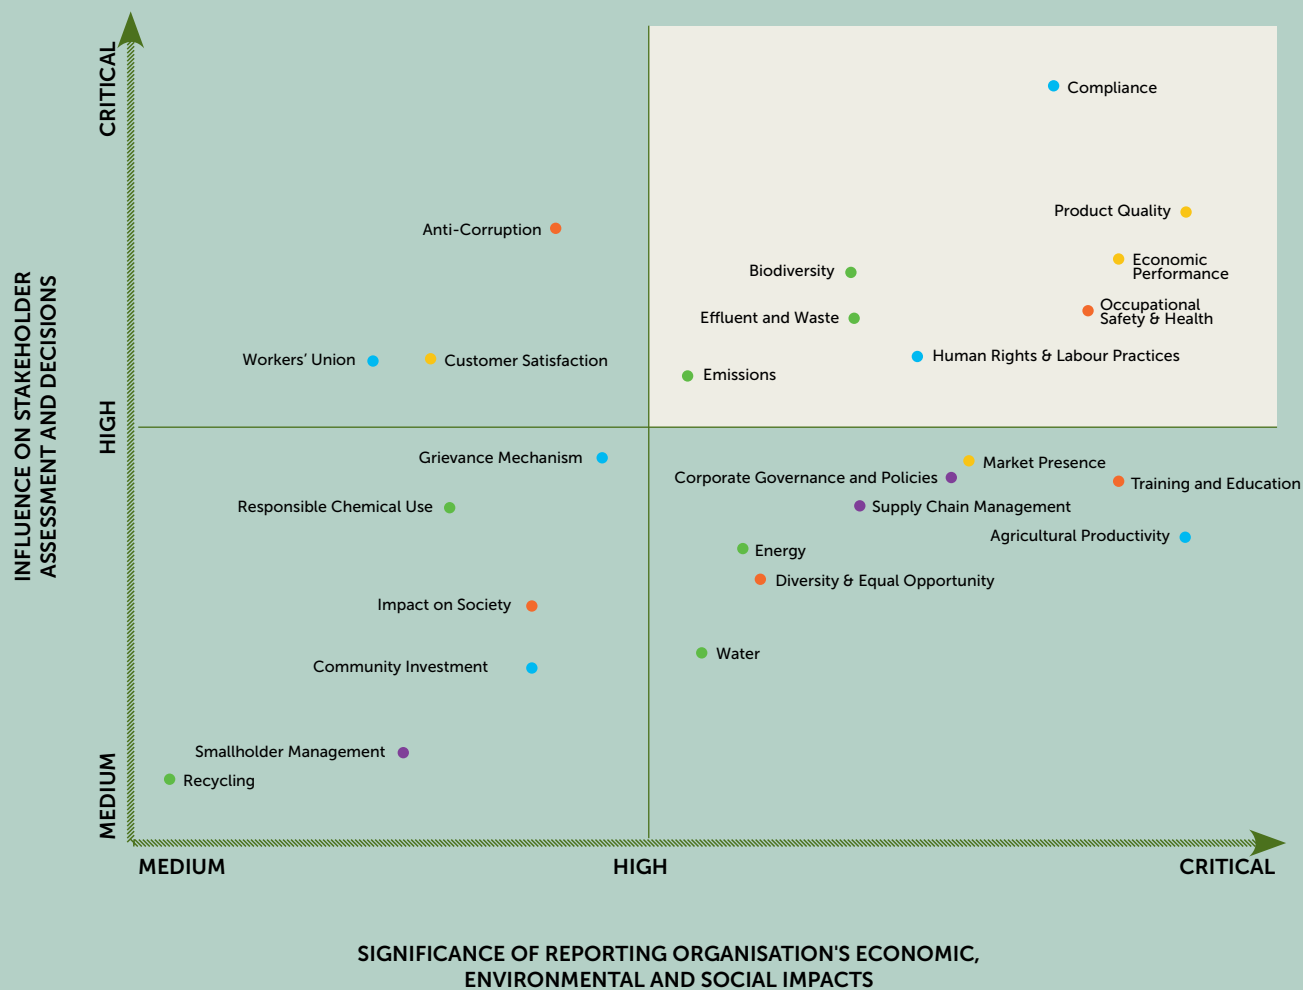 CRITICAL
Compliance
Product Quality
Anti-Corruption
Economic
Performance
Biodiversity
Occupational
Safety & Health
Effluent and Waste
Human Rights & Labour Practices
Workers’ Union
Customer Satisfaction
Emissions
INFLUENCE ON STAKEHOLDER
ASSESSMENT AND DECISIONS
HIGH
Grievance Mechanism
Market Presence
Corporate Governance and Policies
Training and Education
Responsible Chemical Use
Supply Chain Management
Agricultural Productivity
Energy
Diversity & Equal Opportunity
Impact on Society
Water
Community Investment
Smallholder Management
Recycling
MEDIUM
MEDIUM
HIGH
CRITICAL
SIGNIFICANCE OF REPORTING ORGANISATION'S ECONOMIC,
ENVIRONMENTAL AND SOCIAL IMPACTS